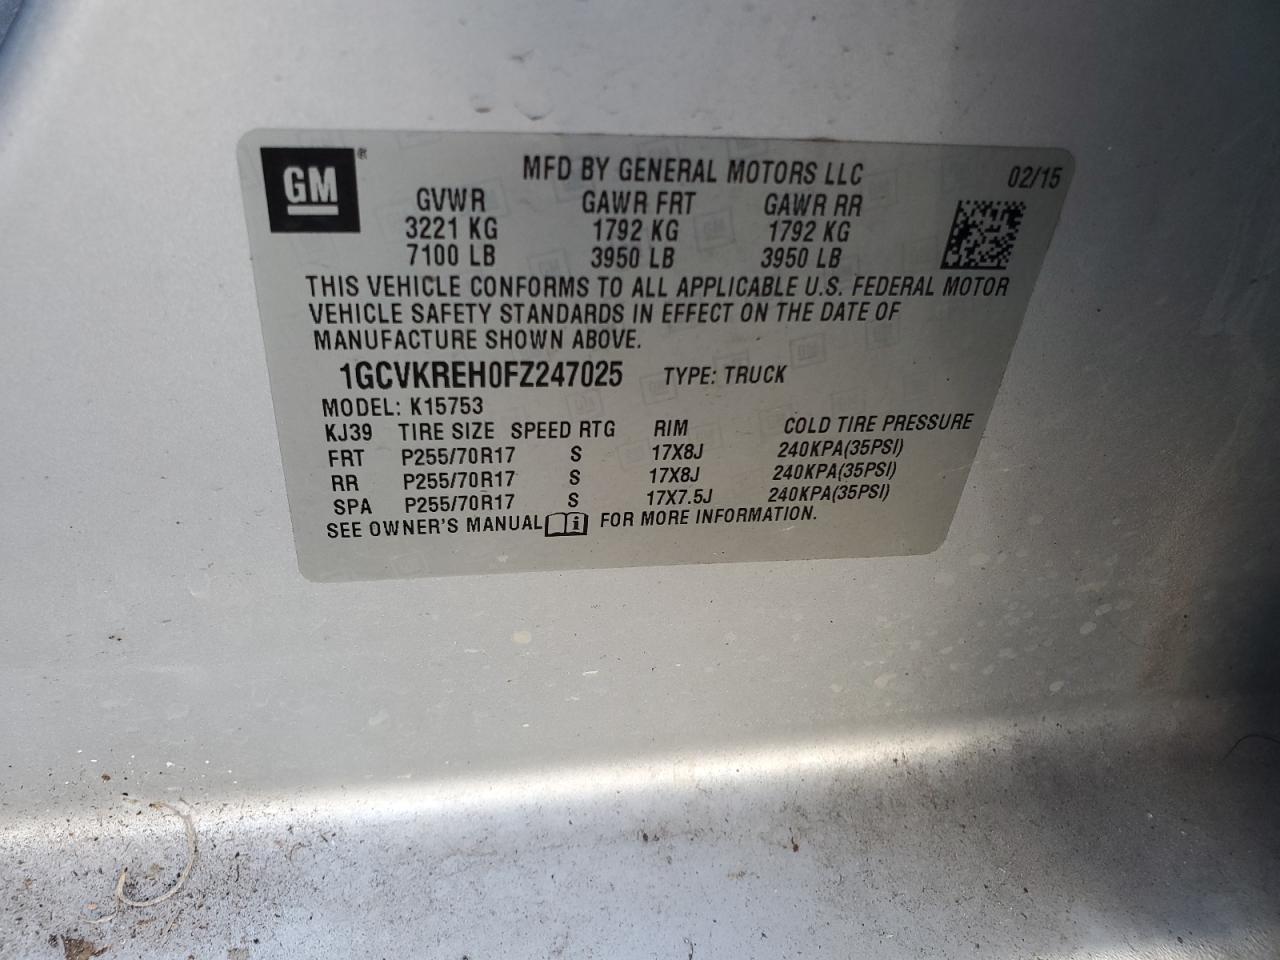 GM®
MFD BY GENERAL MOTORS LLC 02/15
GVWR GAWR FRT GAWR RR
3221 KG 1792 KG 1792 KG
7100 LB 3950 LB 3950 LB
THIS VEHICLE CONFORMS TO ALL APPLICABLE U.S. FEDERAL MOTOR
VEHICLE SAFETY STANDARDS IN EFFECT ON THE DATE OF
MANUFACTURE SHOWN ABOVE.
1GCVKREH0FZ247025 TYPE: TRUCK
MODEL: K15753
KJ39 TIRE SIZE SPEED RTG RIM COLD TIRE PRESSURE
FRT P255/70R17 S 17X8J 240KPA(35PSI)
RR P255/70R17 S 17X8J 240KPA(35PSI)
SPA P255/70R17 S 17X7.5J 240KPA(35PSI)
SEE OWNER'S MANUAL i FOR MORE INFORMATION.